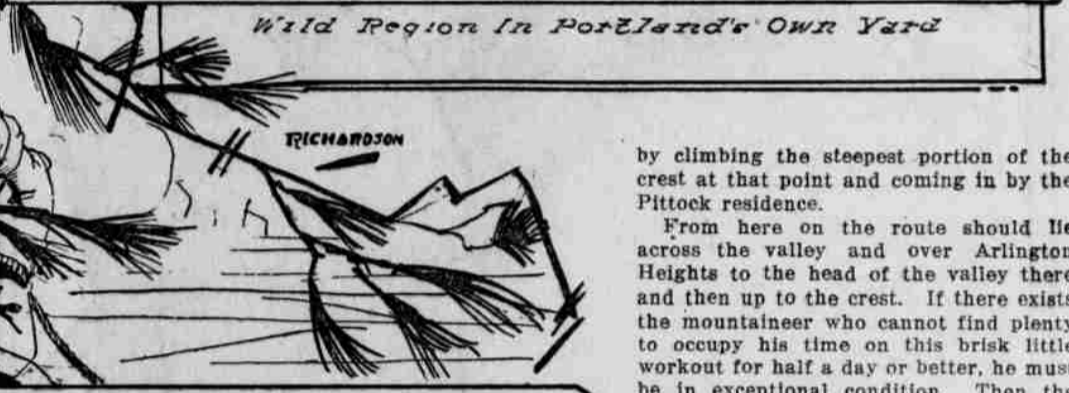 Wild Region In Portland's Own Yard
RICHARDSON
by climbing the steepest portion of the
crest at that point and coming in by the
Pittock residence.
From here on the route should lie
across the valley and over Arlington
Heights to the head of the valley there
and then up to the crest. If there exists
the mountaineer who cannot find plenty
to occupy his time on this brisk little
workout for half a day or better, he must
be in exceptional condition. Then the